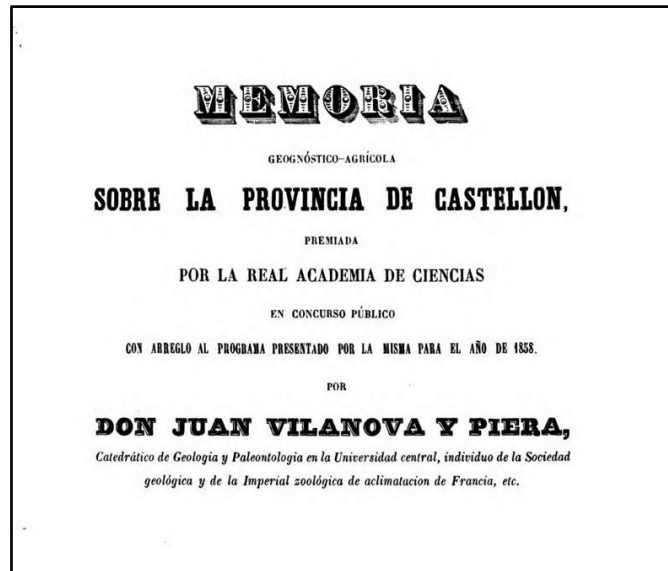 MEMORIA
GEOGNÓSTICO-AGRÍCOLA
SOBRE LA PROVINCIA DE CASTELLON,
PREMIADA
POR LA REAL ACADEMIA DE CIENCIAS
EN CONCURSO PÚBLICO
CON ARREGLO AL PROGRAMA PRESENTADO POR LA MISMA PARA EL AÑO DE 1858.
POR
DON JUAN VILANOVA Y PIERA,
Catedrático de Geologia y Paleontologia en la Universidad central, individuo de la Sociedad
geológica y de la Imperial zoológica de aclimatacion de Francia, etc.